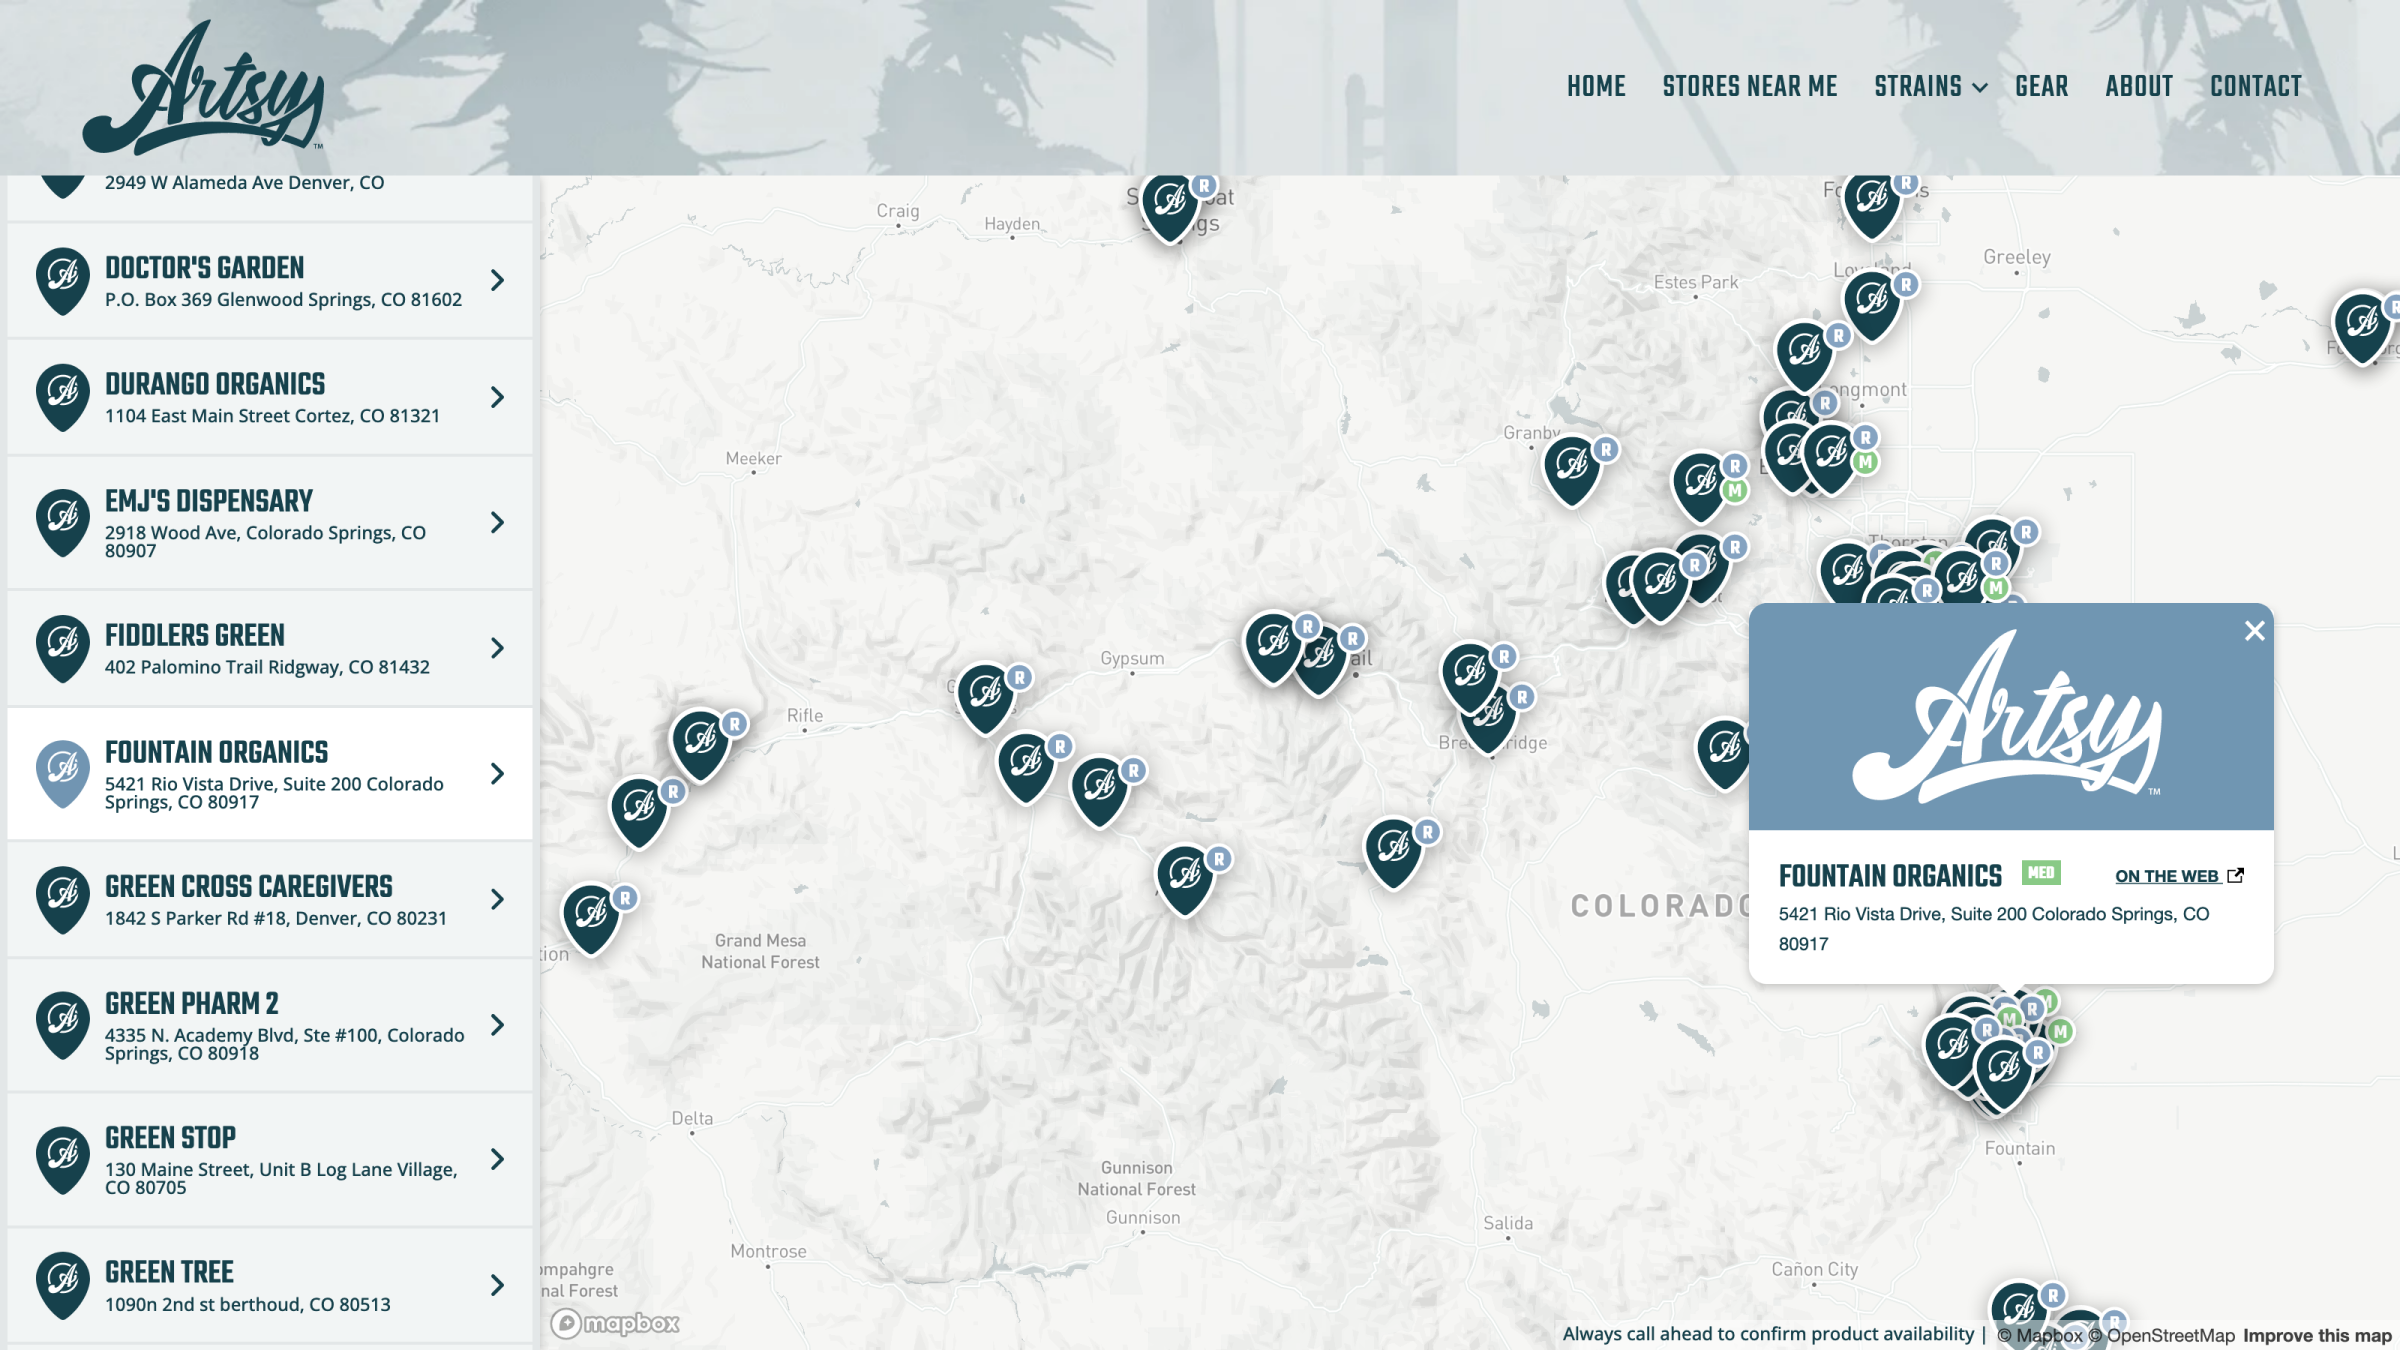 Artsy
™
HOME
STORES NEAR ME
STRAINS
GEAR
ABOUT
CONTACT
2949 W Alameda Ave Denver, CO
DOCTOR'S GARDEN
P.O. Box 369 Glenwood Springs, CO 81602
DURANGO ORGANICS
1104 East Main Street Cortez, CO 81321
EMJ'S DISPENSARY
2918 Wood Ave, Colorado Springs, CO
80907
FIDDLERS GREEN
402 Palomino Trail Ridgway, CO 81432
FOUNTAIN ORGANICS
5421 Rio Vista Drive, Suite 200 Colorado
Springs, CO 80917
GREEN CROSS CAREGIVERS
1842 S Parker Rd #18, Denver, CO 80231
GREEN PHARM 2
4335 N. Academy Blvd, Ste #100, Colorado
Springs, CO 80918
GREEN STOP
130 Maine Street, Unit B Log Lane Village,
CO 80705
GREEN TREE
1090n 2nd st berthoud, CO 80513
Craig
Hayden
Greeley
Estes Park
Granby
Meeker
Thornton
Gypsum
Rifle
COLORADO
Grand Mesa
National Forest
Delta
Gunnison
National Forest
Gunnison
Montrose
Salida
Cañon City
Fountain
Artsy
™
FOUNTAIN ORGANICS
MED
ON THE WEB
5421 Rio Vista Drive, Suite 200 Colorado Springs, CO
80917
mapbox
Always call ahead to confirm product availability |
© Mapbox © OpenStreetMap Improve this map